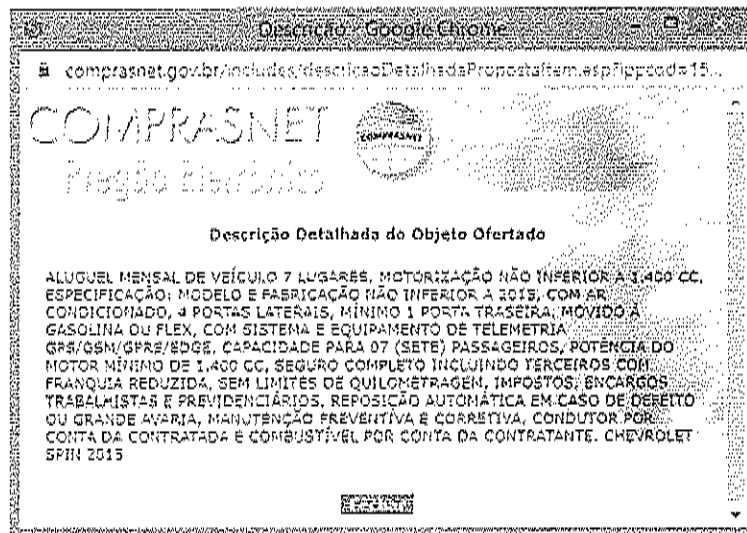 Descrição - Google Chrome
comprasnet.gov.br/includes/descricaoDetalhadaPropostaItem.asp?ippcod=15...
COMPRASNET
COMPRASNET
Pregão Eletrônico
Descrição Detalhada do Objeto Ofertado
ALUGUEL MENSAL DE VEÍCULO 7 LUGARES, MOTORIZAÇÃO NÃO INFERIOR A 1.400 CC,
ESPECIFICAÇÃO: MODELO E FABRICAÇÃO NÃO INFERIOR A 2015, COM AR
CONDICIONADO, 4 PORTAS LATERAIS, MÍNIMO 1 PORTA TRASEIRA, MOVIDO À
GASOLINA OU FLEX, COM SISTEMA E EQUIPAMENTO DE TELEMETRIA
GPS/GSM/GPRS/EDGE, CAPACIDADE PARA 07 (SETE) PASSAGEIROS, POTÊNCIA DO
MOTOR MÍNIMO DE 1.400 CC, SEGURO COMPLETO INCLUINDO TERCEIROS COM
FRANQUIA REDUZIDA, SEM LIMITES DE QUILOMETRAGEM, IMPOSTOS, ENCARGOS
TRABALHISTAS E PREVIDENCIÁRIOS, REPOSIÇÃO AUTOMÁTICA EM CASO DE DEFEITO
OU GRANDE AVARIA, MANUTENÇÃO PREVENTIVA E CORRETIVA, CONDUTOR POR
CONTA DA CONTRATADA E COMBUSTÍVEL POR CONTA DA CONTRATANTE. CHEVROLET
SPIN 2015